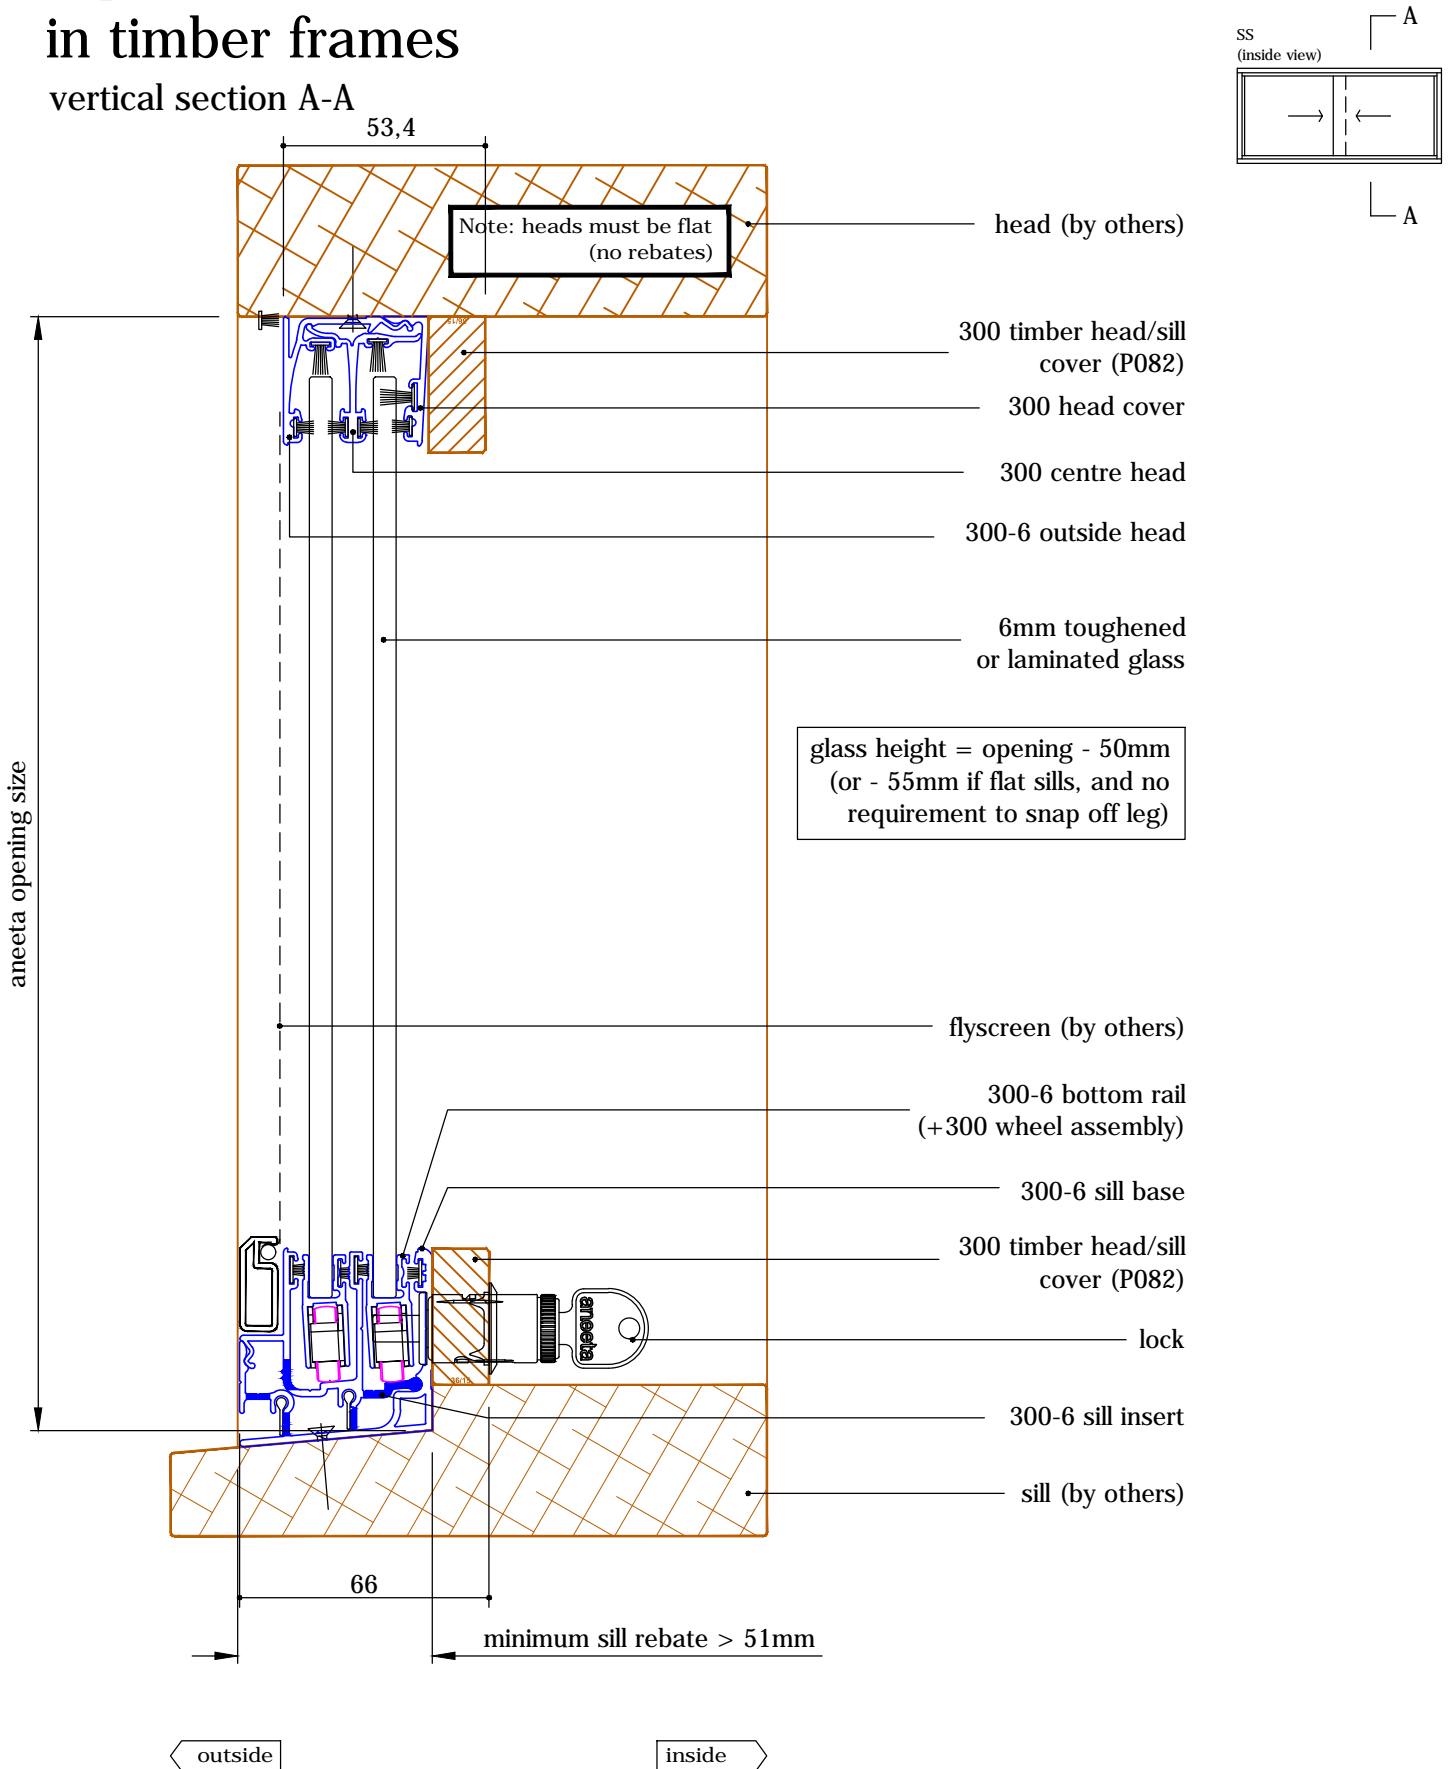 in timber frames
vertical section A-A
A
SS
(inside view)
A
53,4
Note: heads must be flat
(no rebates)
head (by others)
36/15
300 timber head/sill
cover (P082)
300 head cover
300 centre head
300-6 outside head
6mm toughened
or laminated glass
glass height = opening - 50mm
(or - 55mm if flat sills, and no
requirement to snap off leg)
aneeta opening size
flyscreen (by others)
300-6 bottom rail
(+300 wheel assembly)
300-6 sill base
300 timber head/sill
cover (P082)
aneeta
lock
36/15
300-6 sill insert
sill (by others)
66
minimum sill rebate > 51mm
outside
inside